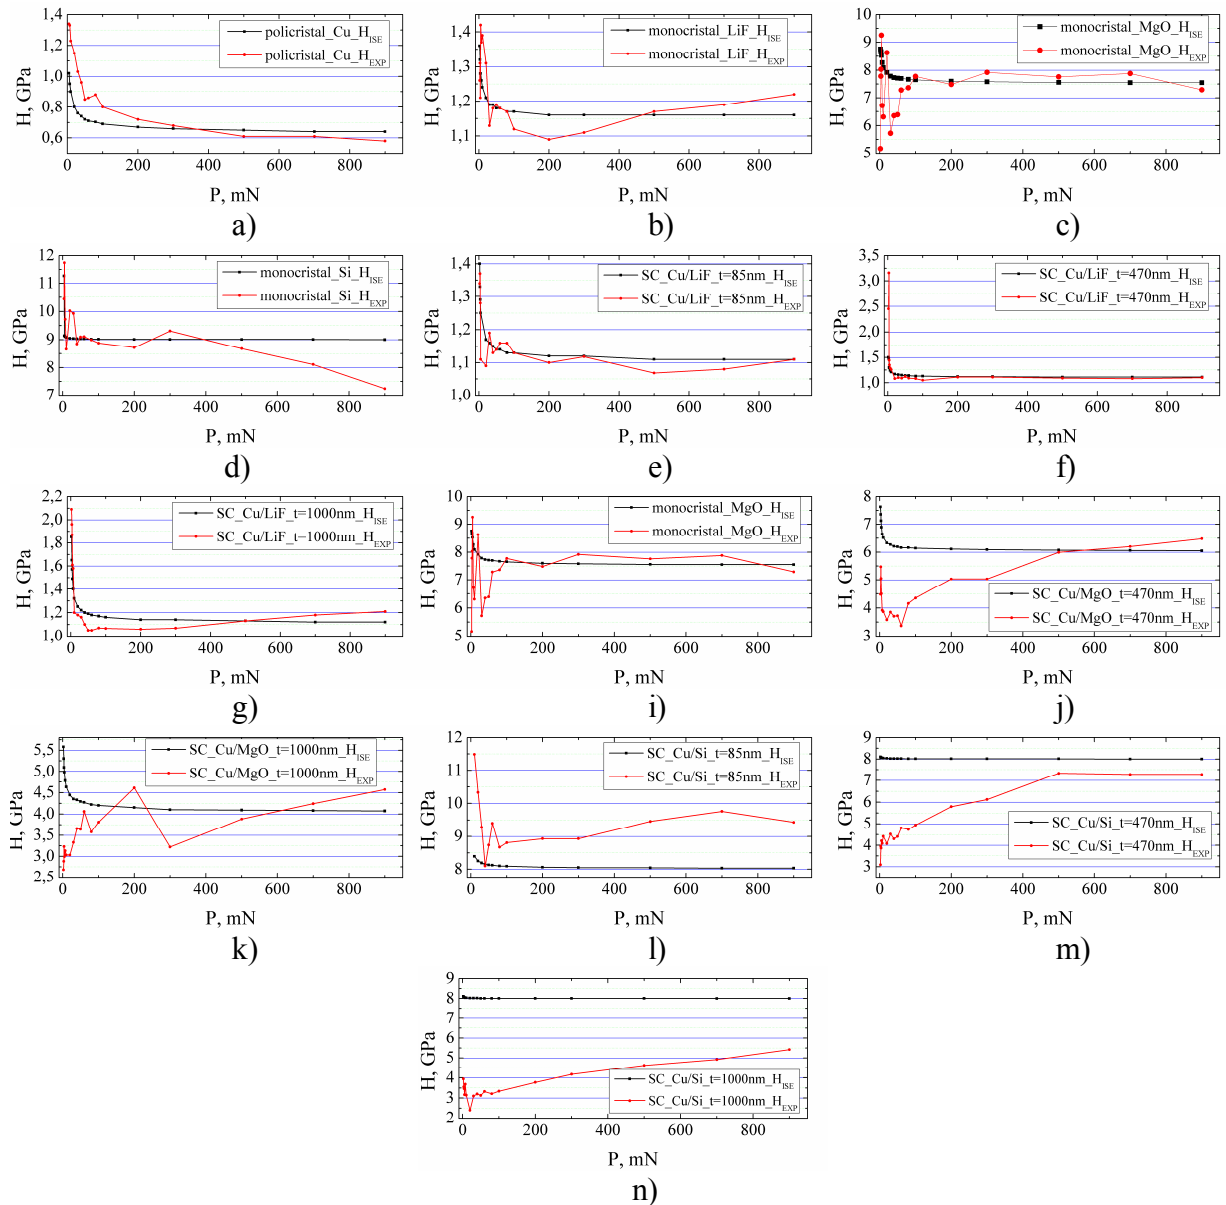 policristal_Cu_H_ISE
policristal_Cu_H_EXP
1,4
1,2
1,0
0,8
0,6
H, GPa
0 200 400 600 800
P, mN
a)
monocristal_LiF_H_ISE
monocristal_LiF_H_EXP
1,4
1,3
1,2
1,1
H, GPa
0 200 400 600 800
P, mN
b)
monocristal_MgO_H_ISE
monocristal_MgO_H_EXP
10
9
8
7
6
5
H, GPa
0 200 400 600 800
P, mN
c)
monocristal_Si_H_ISE
monocristal_Si_H_EXP
12
11
10
9
8
7
H, GPa
0 200 400 600 800
P, mN
d)
SC_Cu/LiF_t=85nm_H_ISE
SC_Cu/LiF_t=85nm_H_EXP
1,4
1,3
1,2
1,1
1,0
H, GPa
0 200 400 600 800
P, mN
e)
SC_Cu/LiF_t=470nm_H_ISE
SC_Cu/LiF_t=470nm_H_EXP
3,5
3,0
2,5
2,0
1,5
1,0
H, GPa
0 200 400 600 800
P, mN
f)
SC_Cu/LiF_t=1000nm_H_ISE
SC_Cu/LiF_t=1000nm_H_EXP
2,2
2,0
1,8
1,6
1,4
1,2
1,0
H, GPa
0 200 400 600 800
P, mN
g)
monocristal_MgO_H_ISE
monocristal_MgO_H_EXP
10
9
8
7
6
5
H, GPa
0 200 400 600 800
P, mN
i)
SC_Cu/MgO_t=470nm_H_ISE
SC_Cu/MgO_t=470nm_H_EXP
8
7
6
5
4
3
H, GPa
0 200 400 600 800
P, mN
j)
SC_Cu/MgO_t=1000nm_H_ISE
SC_Cu/MgO_t=1000nm_H_EXP
5,5
5,0
4,5
4,0
3,5
3,0
2,5
H, GPa
0 200 400 600 800
P, mN
k)
SC_Cu/Si_t=85nm_H_ISE
SC_Cu/Si_t=85nm_H_EXP
12
11
10
9
8
H, GPa
0 200 400 600 800
P, mN
l)
SC_Cu/Si_t=470nm_H_ISE
SC_Cu/Si_t=470nm_H_EXP
9
8
7
6
5
4
3
H, GPa
0 200 400 600 800
P, mN
m)
SC_Cu/Si_t=1000nm_H_ISE
SC_Cu/Si_t=1000nm_H_EXP
9
8
7
6
5
4
3
2
H, GPa
0 200 400 600 800
P, mN
n)